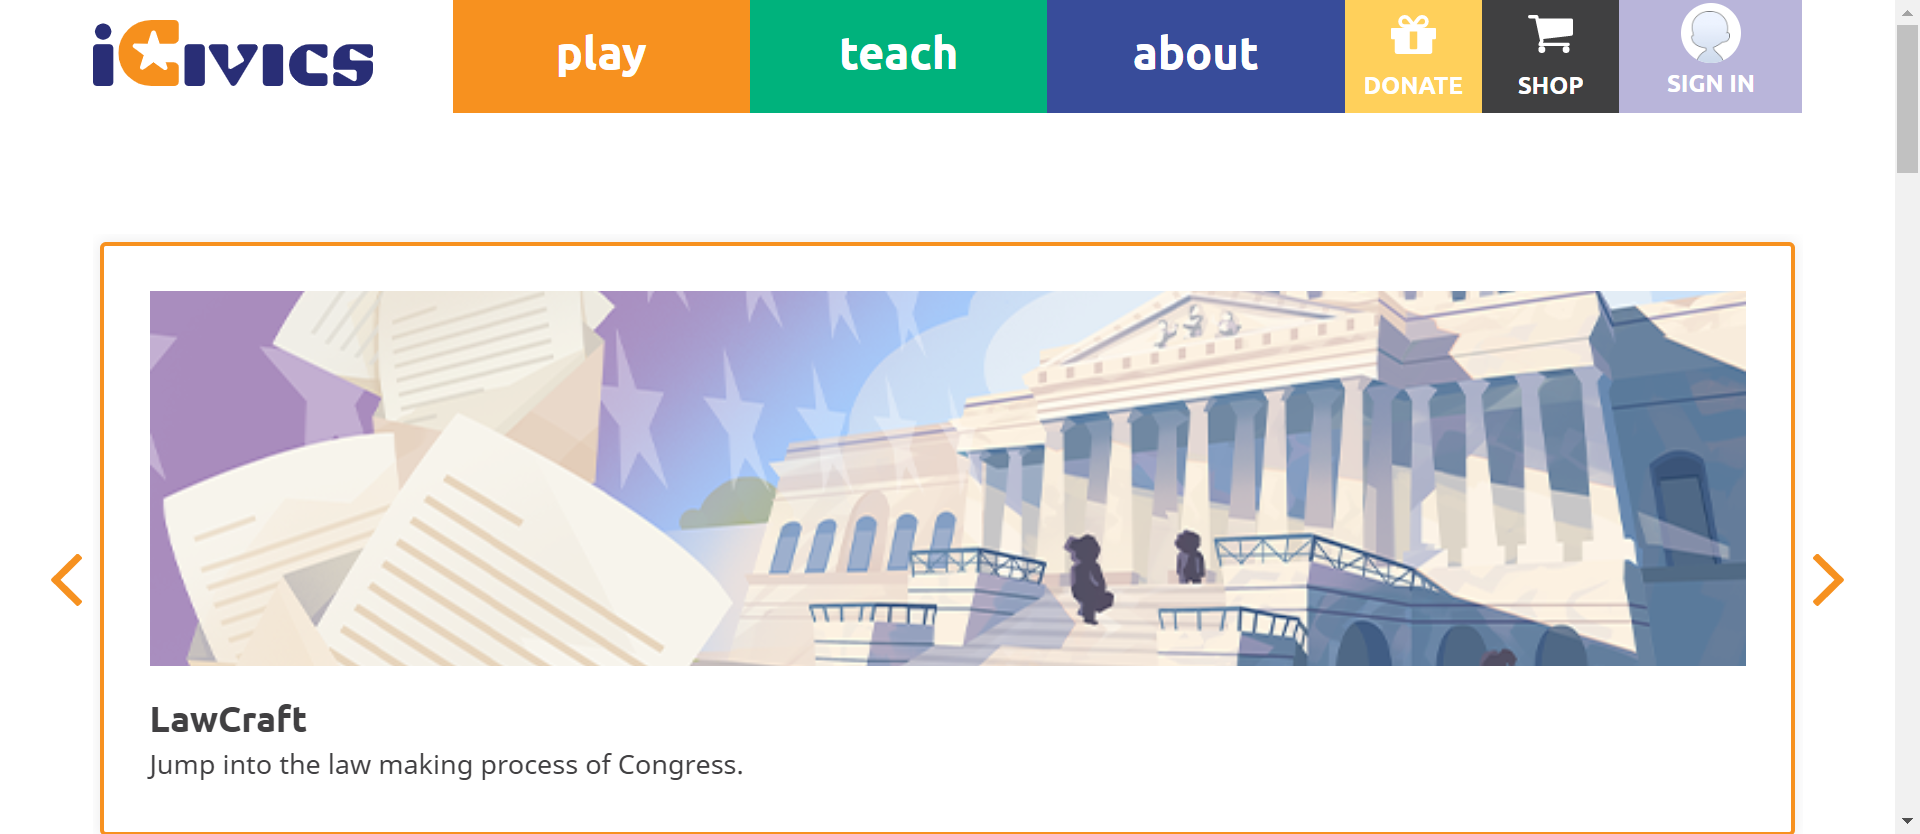 iCivics
play
teach
about
DONATE
SHOP
SIGN IN
LawCraft
Jump into the law making process of Congress.